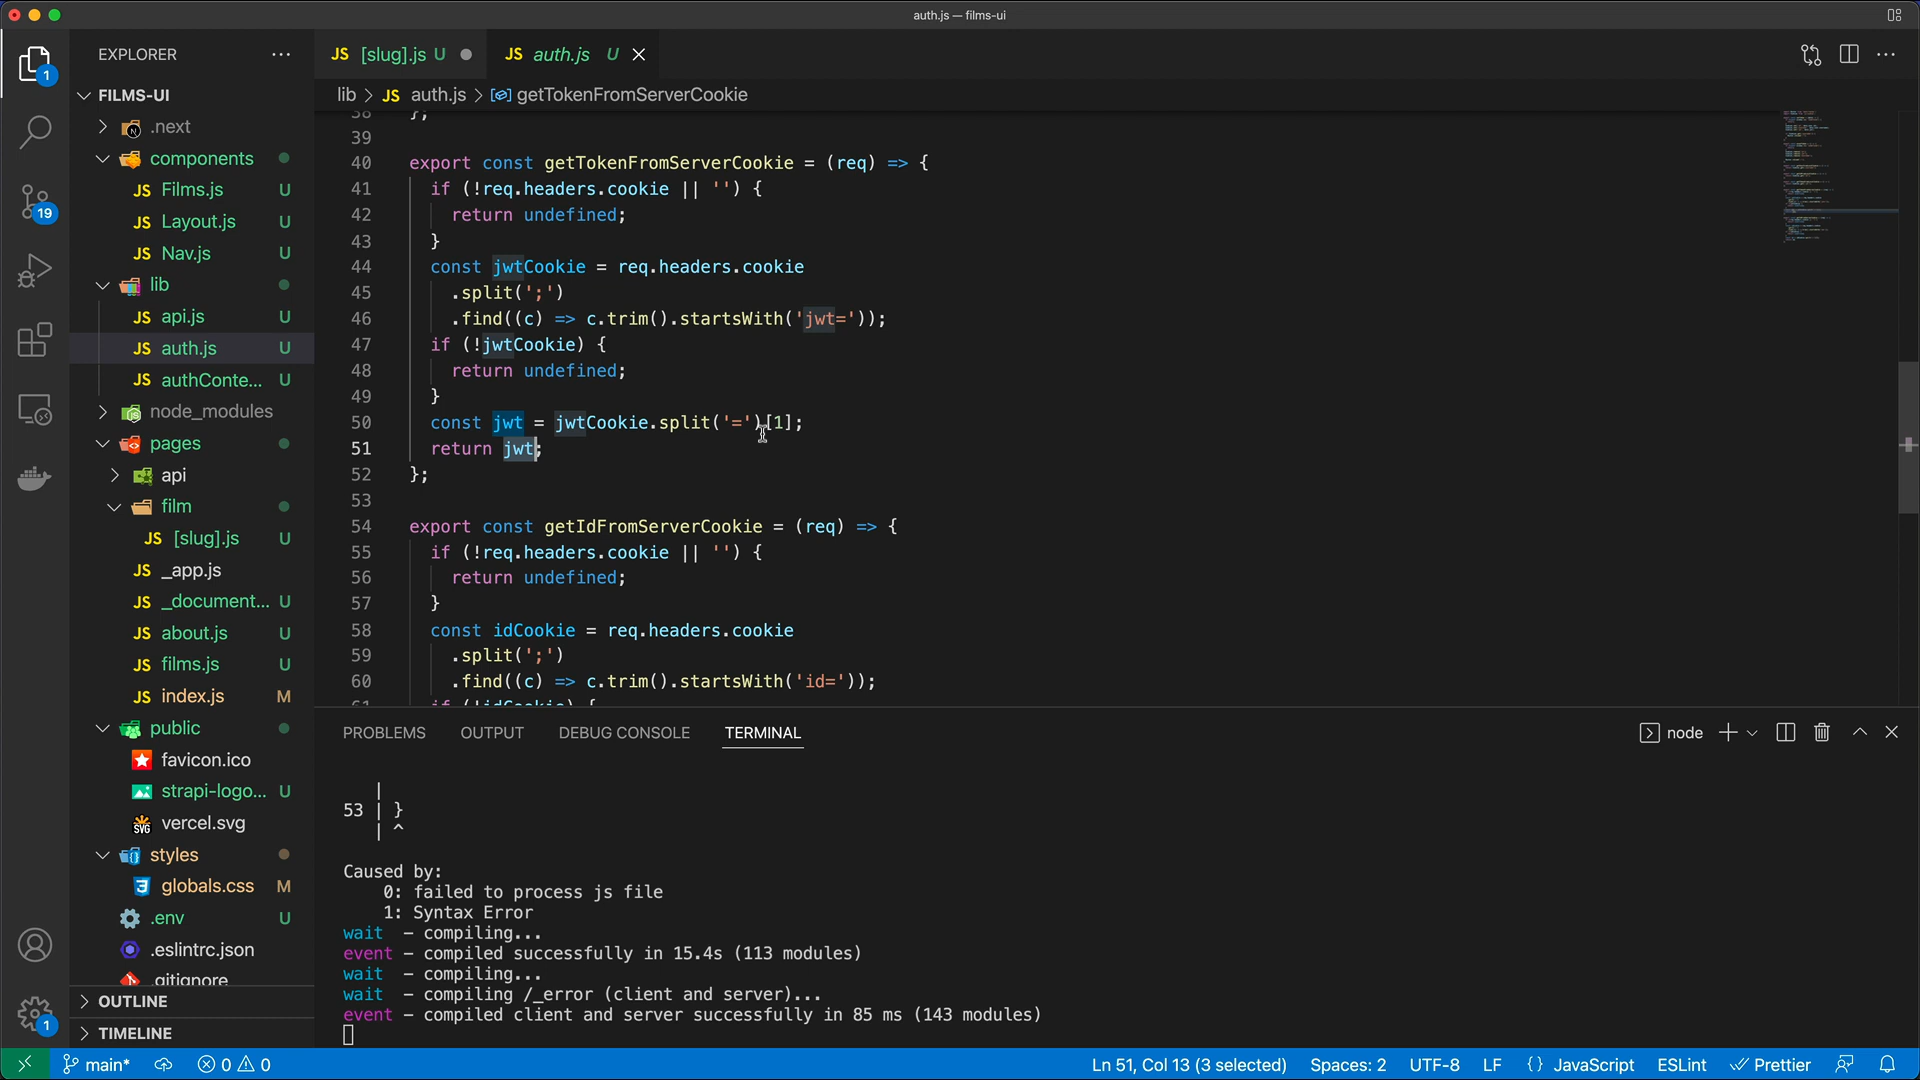 auth.js — films-ui
EXPLORER
JS [slug].js U
JS auth.js U
FILMS-UI
.next
components
JS Films.js U
JS Layout.js U
JS Nav.js U
lib
JS api.js U
JS auth.js U
JS authConte... U
node_modules
pages
api
film
JS [slug].js U
JS _app.js
JS _document... U
JS about.js U
JS films.js U
JS index.js M
public
favicon.ico
strapi-logo... U
SVG vercel.svg
styles
globals.css M
.env U
.eslintrc.json
.gitignore
OUTLINE
TIMELINE
1
19
1
lib > JS auth.js > getTokenFromServerCookie
38 };
39
40 export const getTokenFromServerCookie = (req) => {
41 if (!req.headers.cookie || '') {
42 return undefined;
43 }
44 const jwtCookie = req.headers.cookie
45 .split(';')
46 .find((c) => c.trim().startsWith('jwt='));
47 if (!jwtCookie) {
48 return undefined;
49 }
50 const jwt = jwtCookie.split('=')[1];
51 return jwt;
52 };
53
54 export const getIdFromServerCookie = (req) => {
55 if (!req.headers.cookie || '') {
56 return undefined;
57 }
58 const idCookie = req.headers.cookie
59 .split(';')
60 .find((c) => c.trim().startsWith('id='));
61 if (!idCookie) {
PROBLEMS OUTPUT DEBUG CONSOLE TERMINAL
node
|
53 | }
| ^
Caused by:
0: failed to process js file
1: Syntax Error
wait - compiling...
event - compiled successfully in 15.4s (113 modules)
wait - compiling...
wait - compiling /_error (client and server)...
event - compiled client and server successfully in 85 ms (143 modules)
main* 0 0
Ln 51, Col 13 (3 selected) Spaces: 2 UTF-8 LF {} JavaScript ESLint Prettier